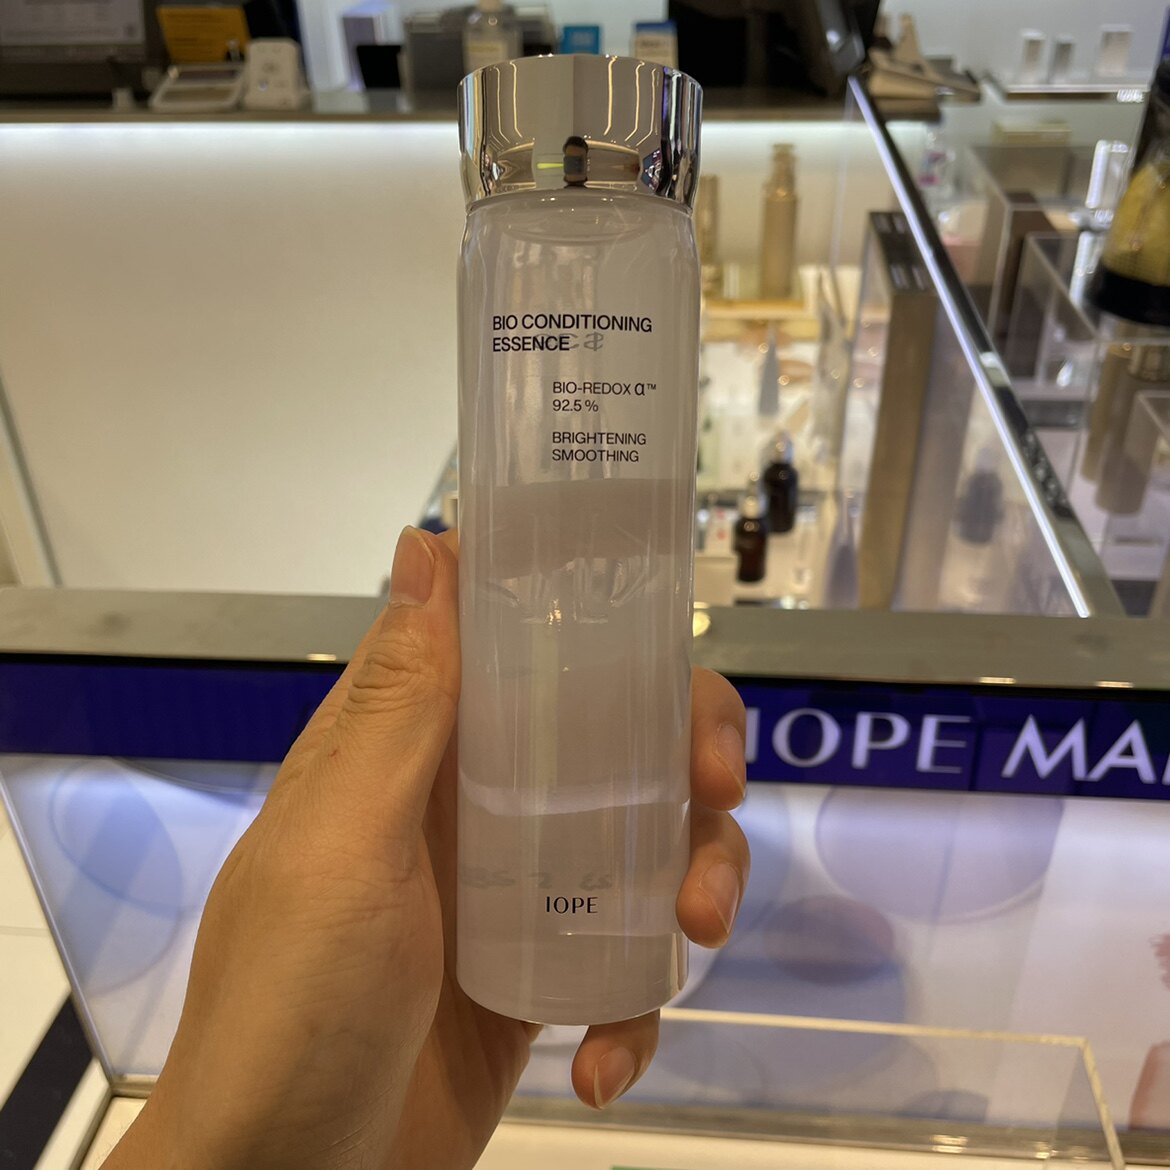 BIO CONDITIONING
ESSENCE
BIO-REDOX α™
92.5 %
BRIGHTENING
SMOOTHING
IOPE
IOPE MA